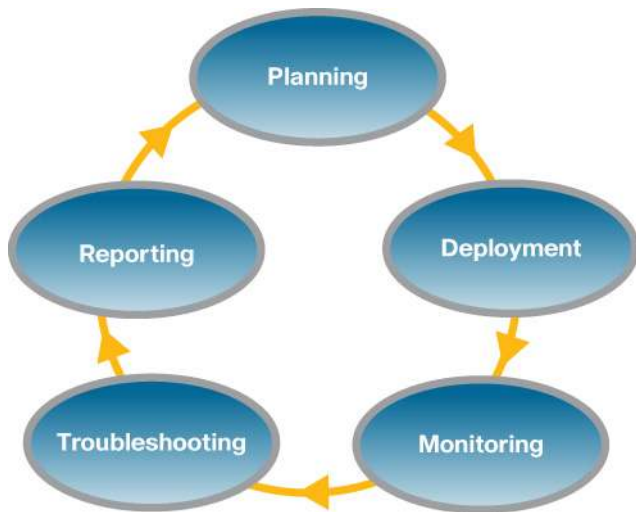 Planning
Deployment
Monitoring
Troubleshooting
Reporting